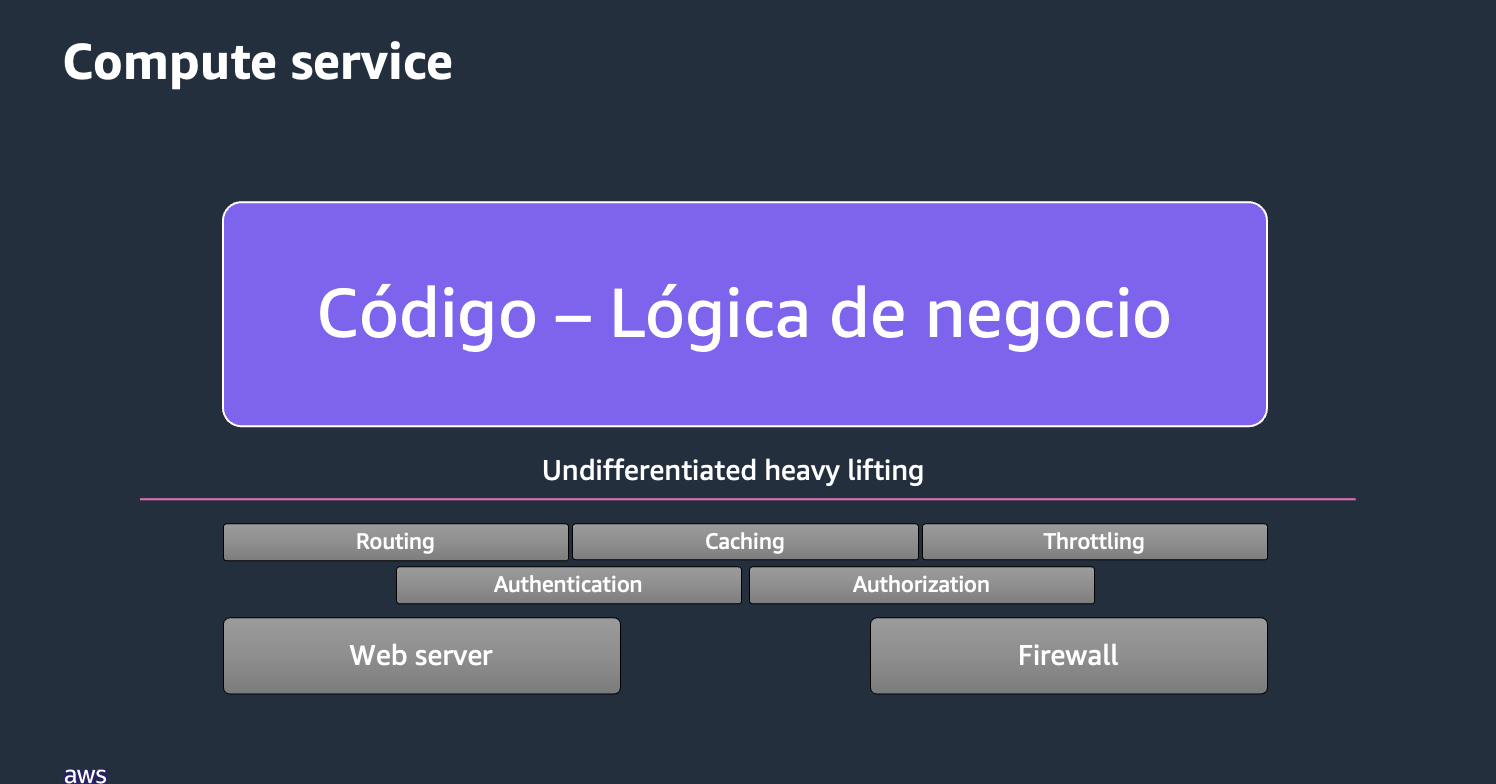 Compute service
Código – Lógica de negocio
Undifferentiated heavy lifting
Routing
Caching
Throttling
Authentication
Authorization
Web server
Firewall
aws